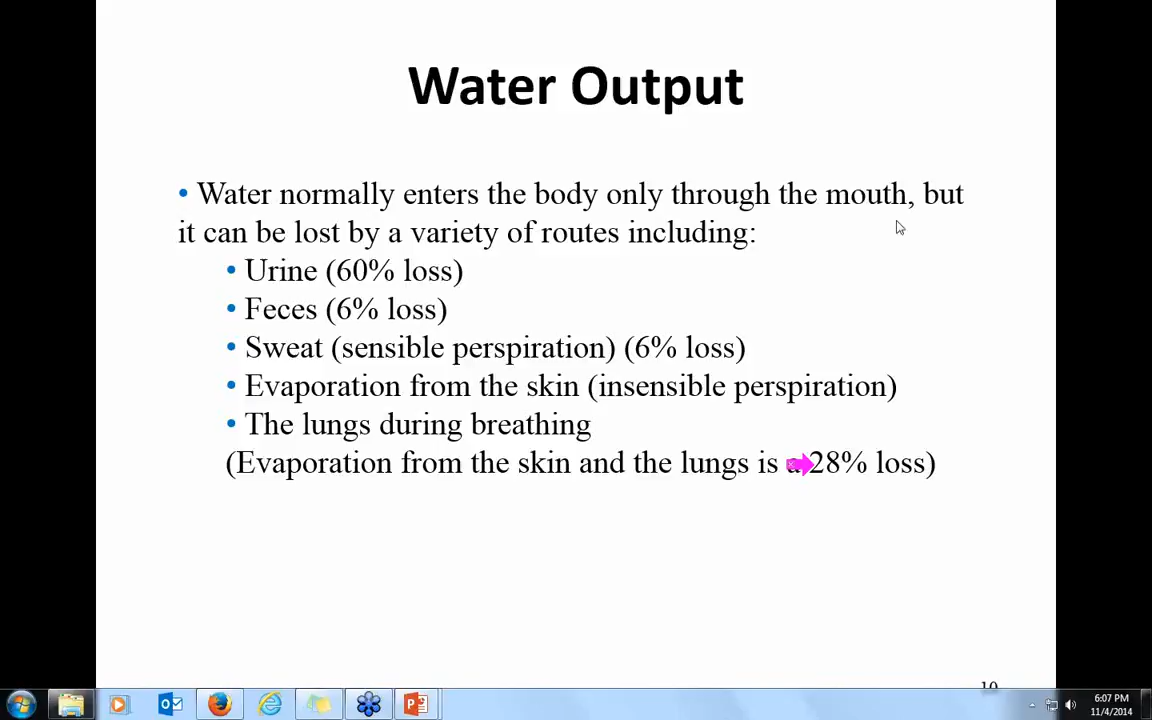 Water Output
• Water normally enters the body only through the mouth, but
it can be lost by a variety of routes including:
• Urine (60% loss)
• Feces (6% loss)
• Sweat (sensible perspiration) (6% loss)
• Evaporation from the skin (insensible perspiration)
• The lungs during breathing
(Evaporation from the skin and the lungs is a 28% loss)
10
6:07 PM
11/4/2014